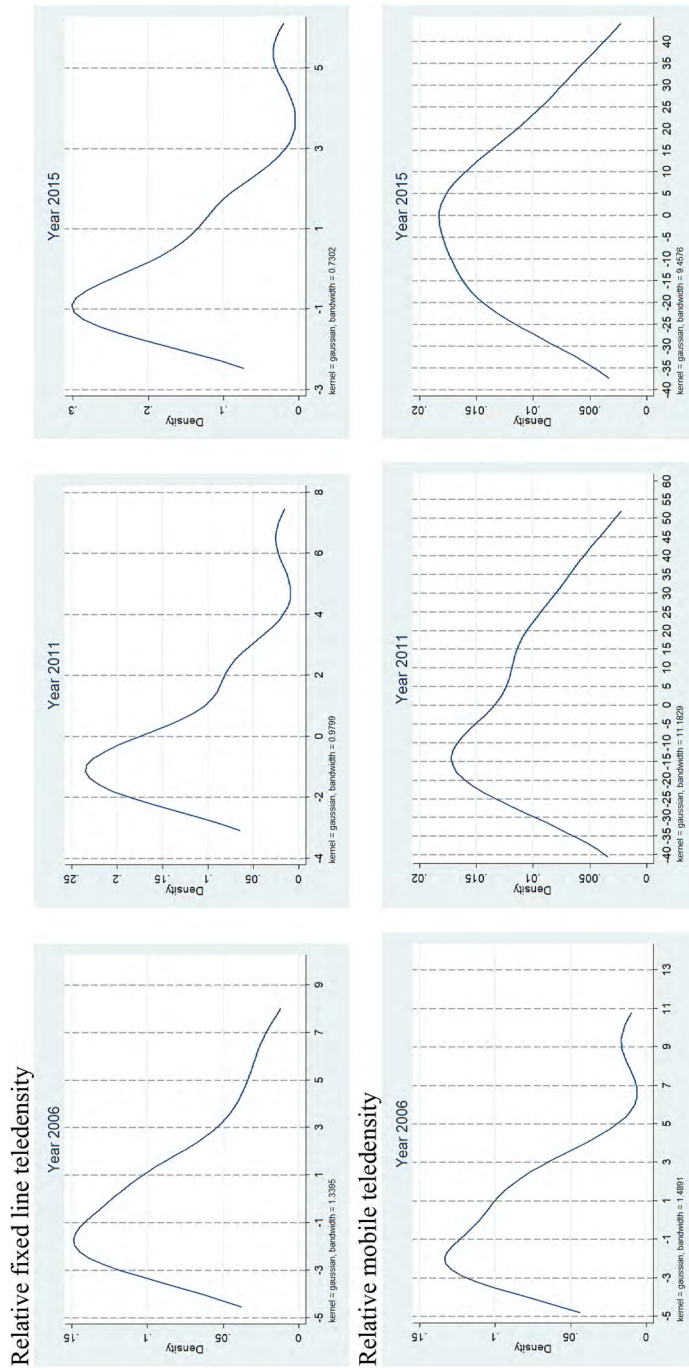 Relative fixed line teledensity
Year 2006
Density
.15
.1
.05
0
-5 -3 -1 1 3 5 7 9
kernel = gaussian, bandwidth = 1.3395
Year 2011
Density
.25
.2
.15
.1
.05
0
-4 -2 0 2 4 6 8
kernel = gaussian, bandwidth = 0.9799
Year 2015
Density
.3
.2
.1
0
-3 -1 1 3 5
kernel = gaussian, bandwidth = 0.7302
Relative mobile teledensity
Year 2006
Density
.15
.1
.05
0
-5 -3 -1 1 3 5 7 9 11 13
kernel = gaussian, bandwidth = 1.4891
Year 2011
Density
.02
.015
.01
.005
0
-40 -35 -30 -25 -20 -15 -10 -5 0 5 10 15 20 25 30 35 40 45 50 55 60
kernel = gaussian, bandwidth = 11.1829
Year 2015
Density
.02
.015
.01
.005
0
-40 -35 -30 -25 -20 -15 -10 -5 0 5 10 15 20 25 30 35 40
kernel = gaussian, bandwidth = 9.4576